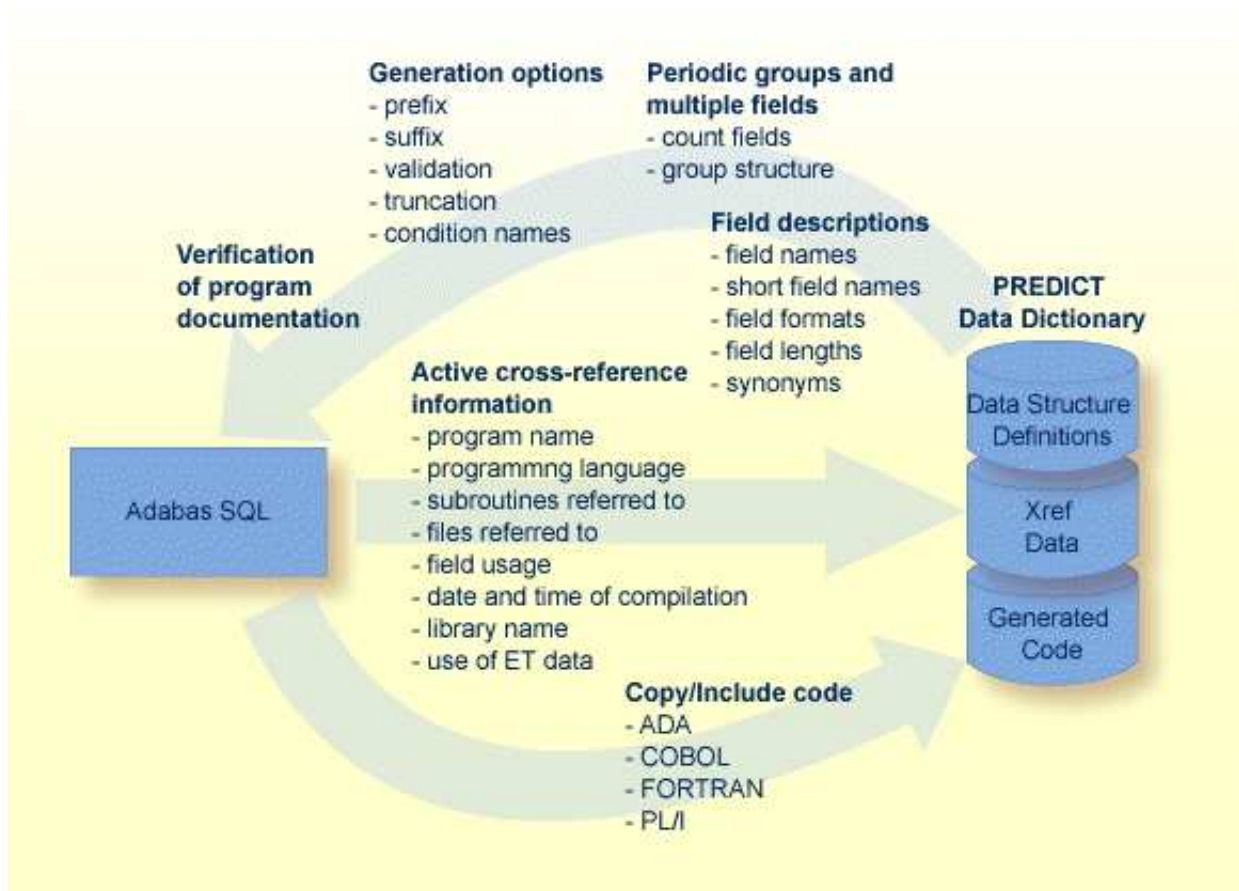 Generation options
- prefix
- suffix
- validation
- truncation
- condition names
Periodic groups and
multiple fields
- count fields
- group structure
Field descriptions
- field names
- short field names
- field formats
- field lengths
- synonyms
Verification
of program
documentation
PREDICT
Data Dictionary
Data Structure
Definitions
Xref
Data
Generated
Code
Active cross-reference
information
- program name
- programmng language
- subroutines referred to
- files referred to
- field usage
- date and time of compilation
- library name
- use of ET data
Adabas SQL
Copy/Include code
- ADA
- COBOL
- FORTRAN
- PL/I